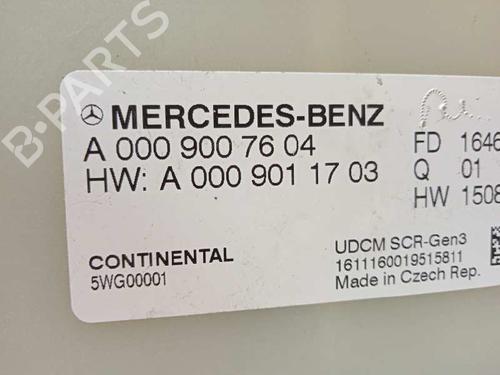 B-PARTS
MERCEDES-BENZ
A 000 900 76 04
HW: A 000 901 17 03
FD 1646
Q 01
HW 1508
CONTINENTAL
5WG00001
UDCM SCR-Gen3
1611160019515811
Made in Czech Rep.